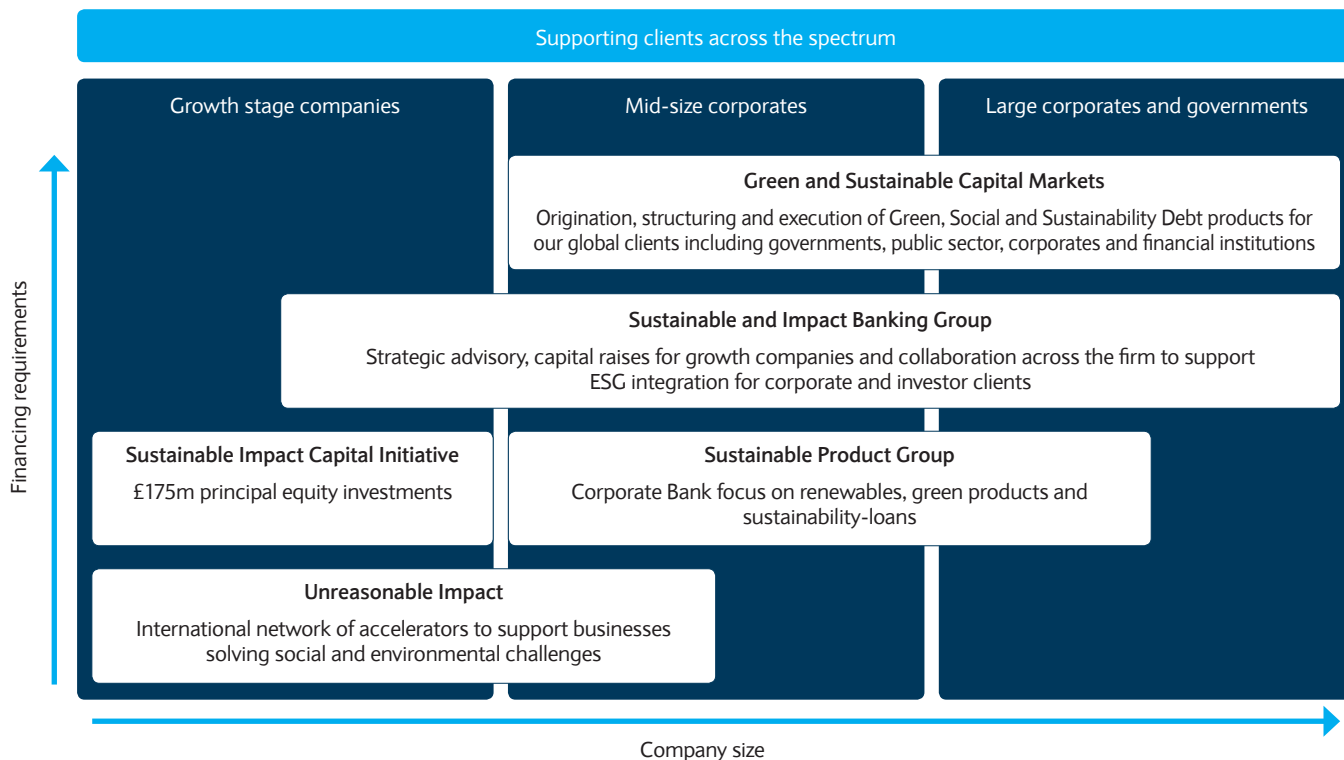 Supporting clients across the spectrum
Growth stage companies
Mid-size corporates
Large corporates and governments
Green and Sustainable Capital Markets
Origination, structuring and execution of Green, Social and Sustainability Debt products for
our global clients including governments, public sector, corporates and financial institutions
Sustainable and Impact Banking Group
Strategic advisory, capital raises for growth companies and collaboration across the firm to support
ESG integration for corporate and investor clients
Sustainable Impact Capital Initiative
£175m principal equity investments
Sustainable Product Group
Corporate Bank focus on renewables, green products and
sustainability-loans
Unreasonable Impact
International network of accelerators to support businesses
solving social and environmental challenges
Financing requirements
Company size